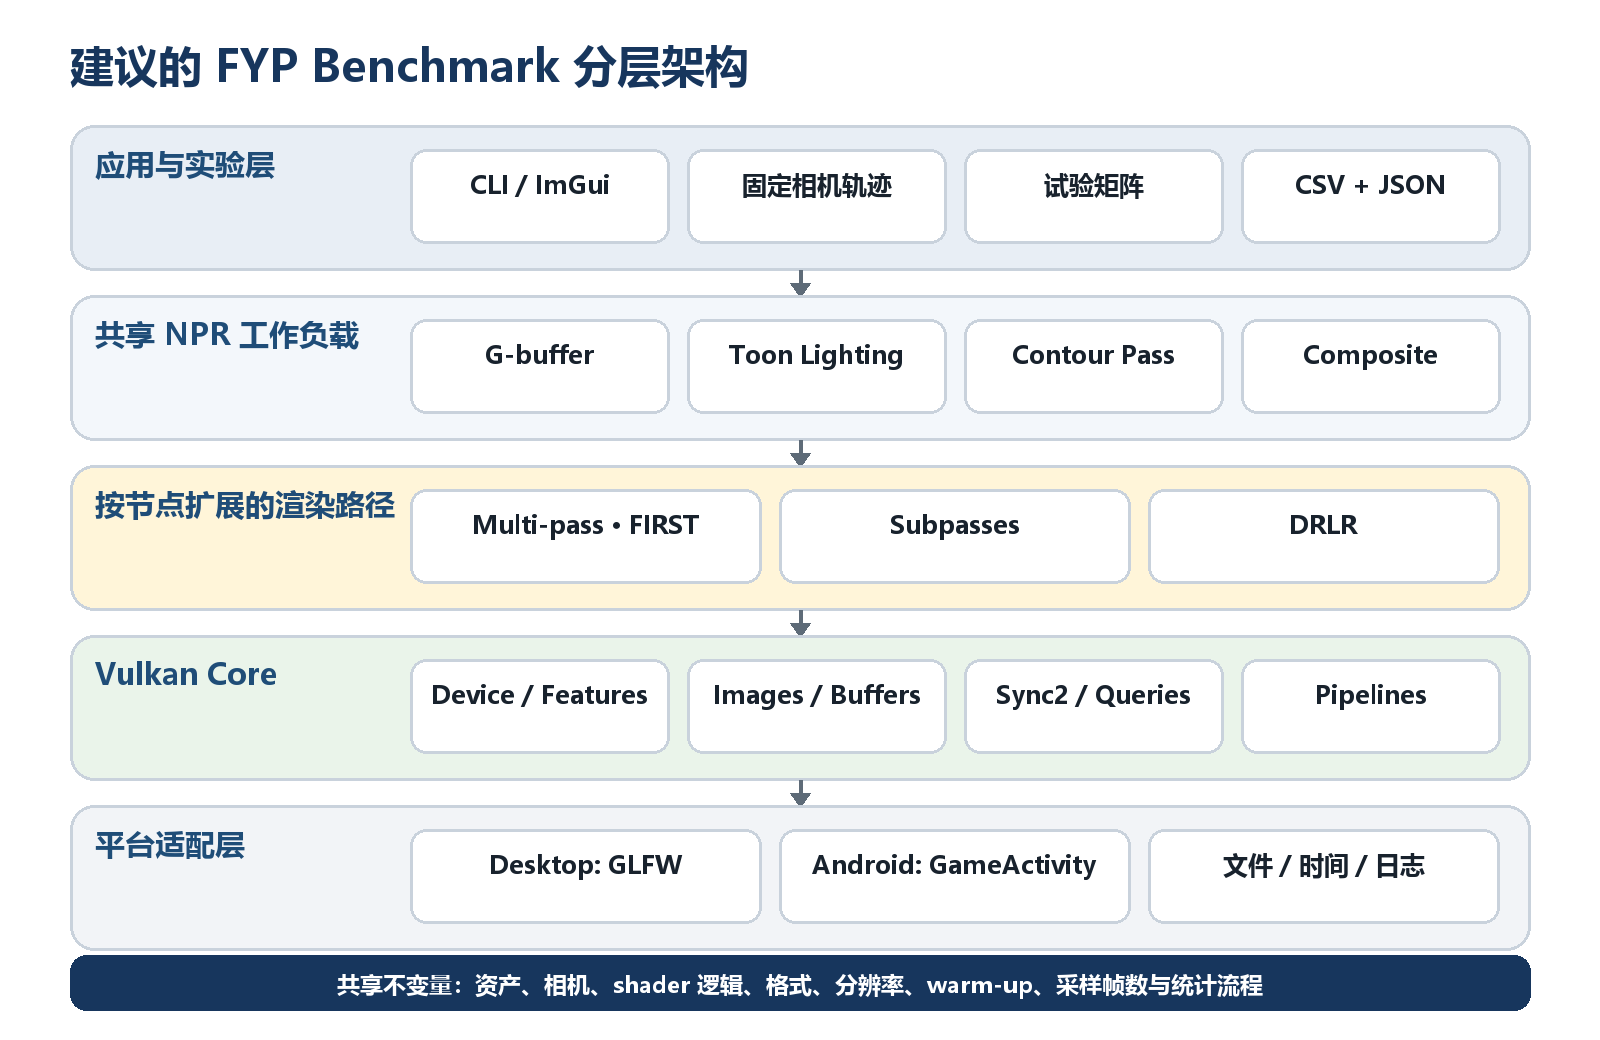 建议的 FYP Benchmark 分层架构
应用与实验层
CLI / ImGui
固定相机轨迹
试验矩阵
CSV + JSON
共享 NPR 工作负载
G-buffer
Toon Lighting
Contour Pass
Composite
按节点扩展的渲染路径
Multi-pass • FIRST
Subpasses
DRLR
Vulkan Core
Device / Features
Images / Buffers
Sync2 / Queries
Pipelines
平台适配层
Desktop: GLFW
Android: GameActivity
文件 / 时间 / 日志
共享不变量：资产、相机、shader 逻辑、格式、分辨率、warm-up、采样帧数与统计流程